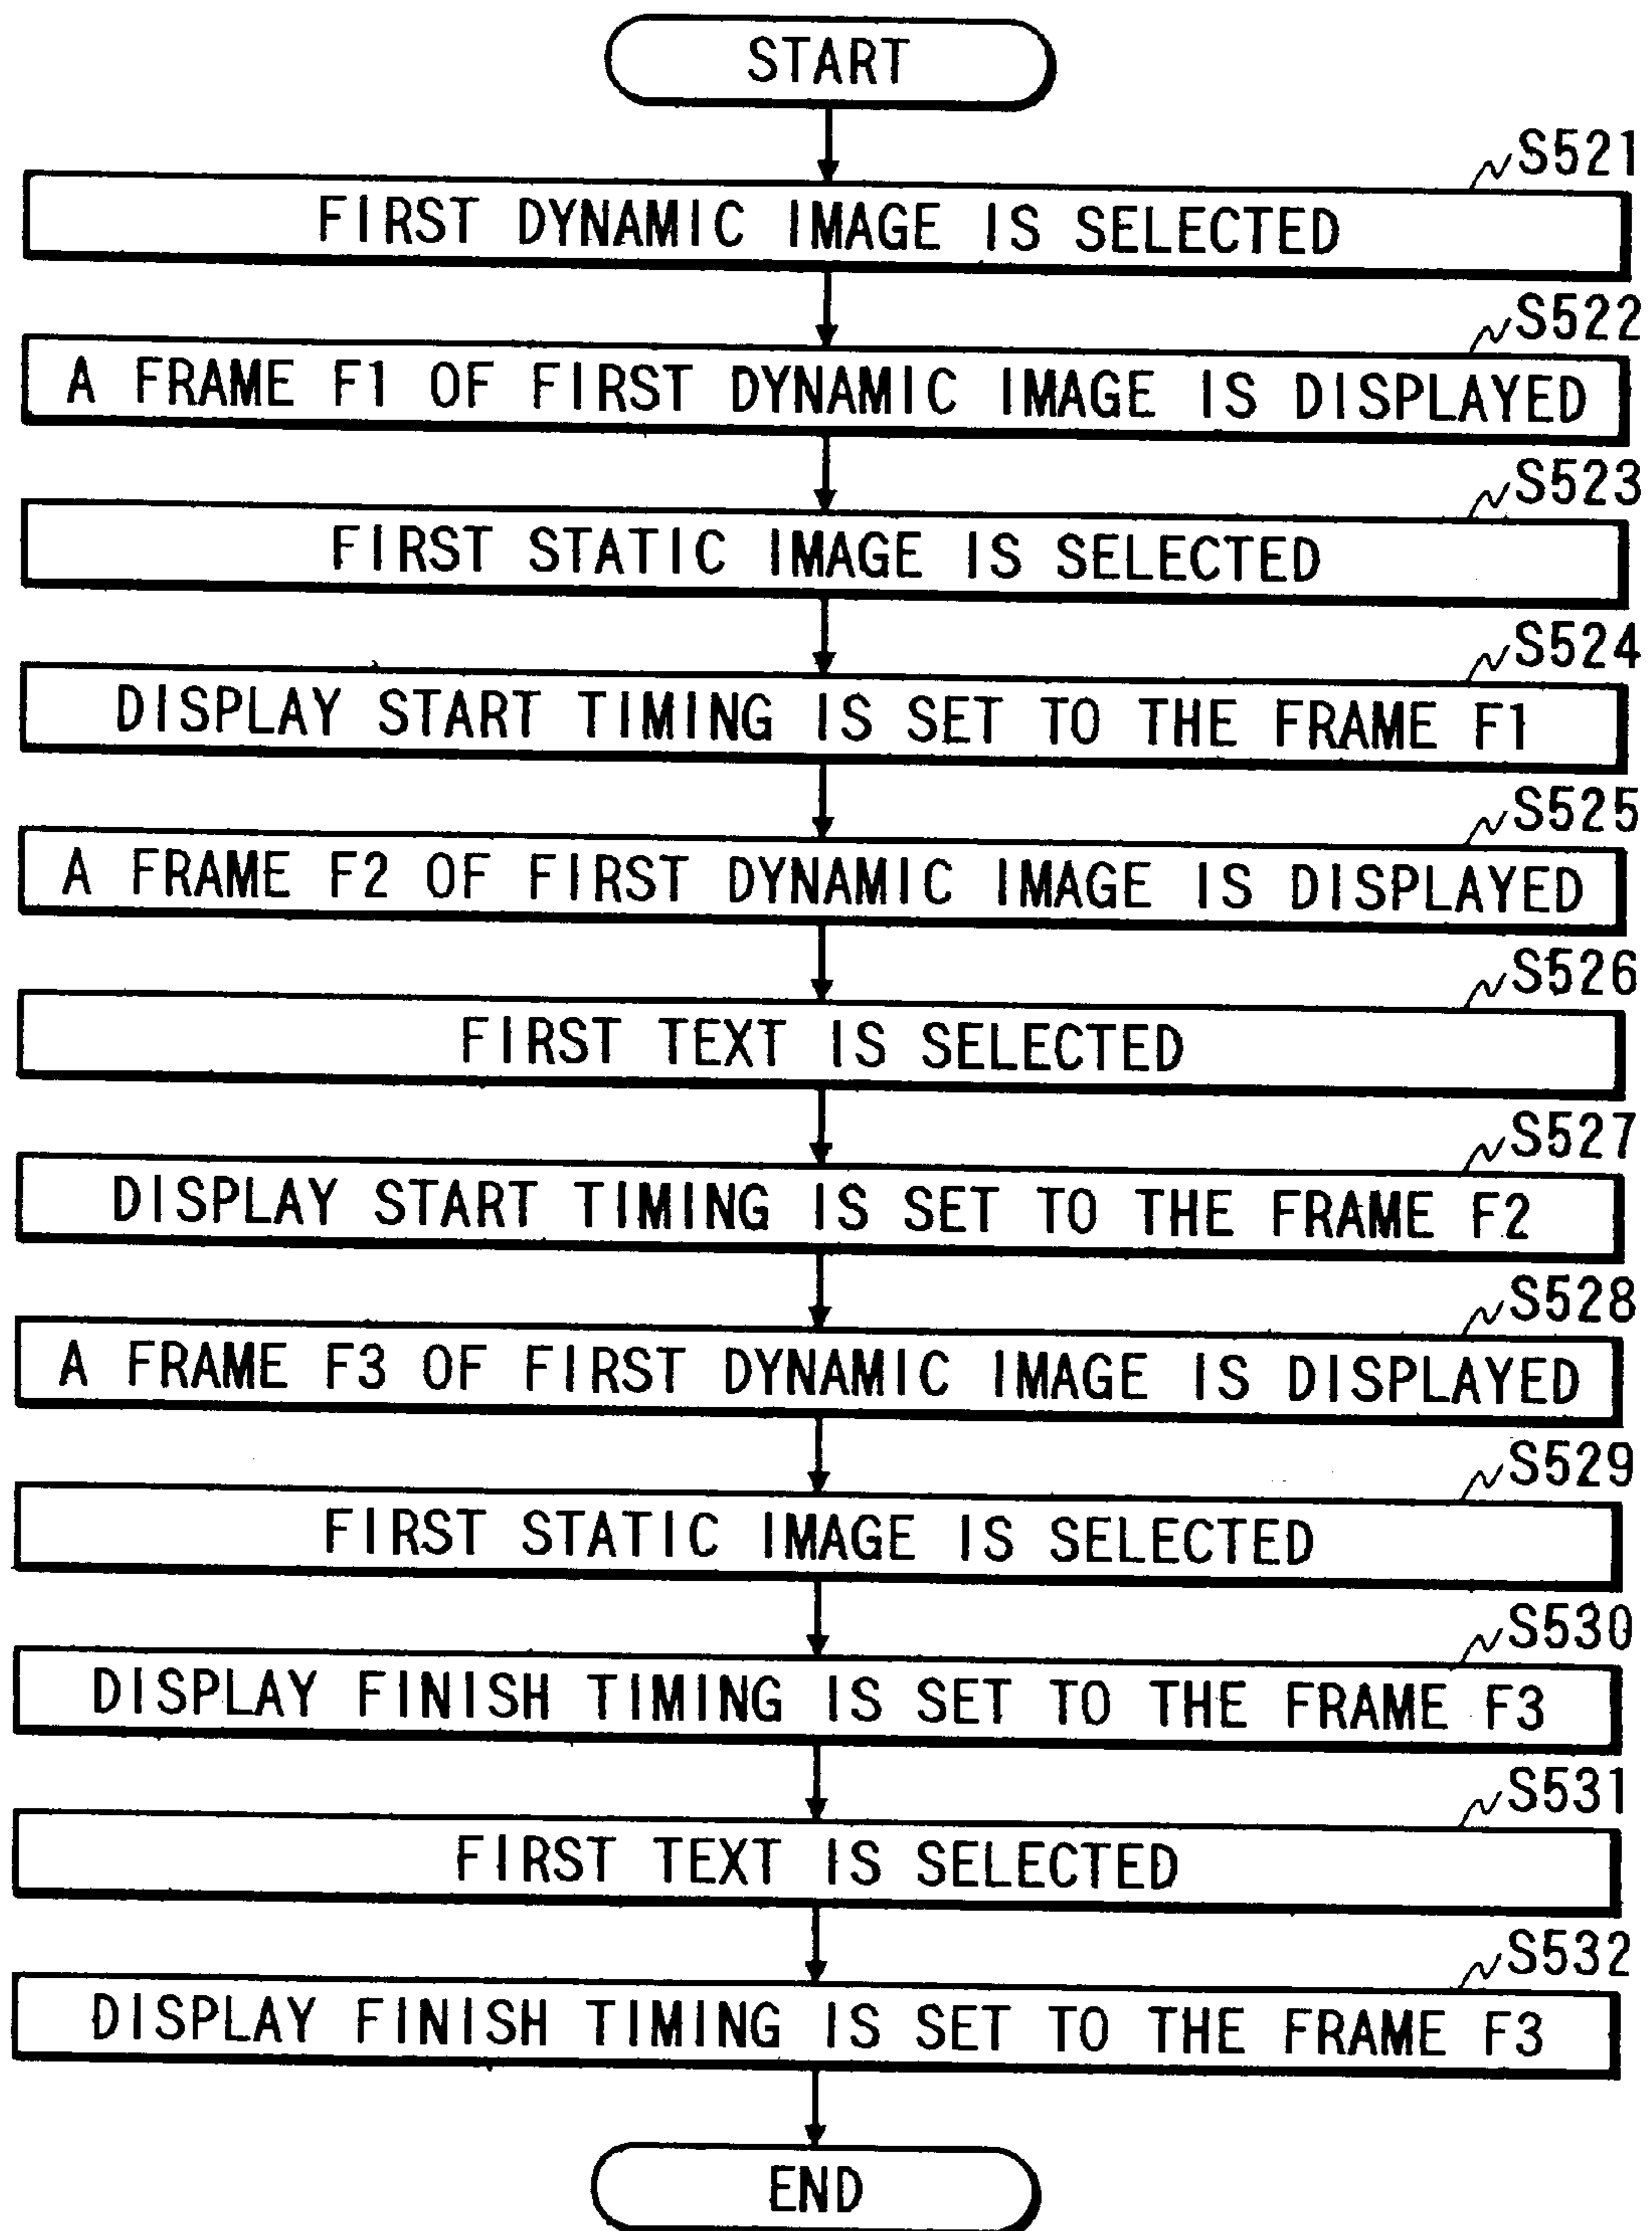 START
S521
FIRST DYNAMIC IMAGE IS SELECTED
S522
A FRAME F1 OF FIRST DYNAMIC IMAGE IS DISPLAYED
S523
FIRST STATIC IMAGE IS SELECTED
S524
DISPLAY START TIMING IS SET TO THE FRAME F1
S525
A FRAME F2 OF FIRST DYNAMIC IMAGE IS DISPLAYED
S526
FIRST TEXT IS SELECTED
S527
DISPLAY START TIMING IS SET TO THE FRAME F2
S528
A FRAME F3 OF FIRST DYNAMIC IMAGE IS DISPLAYED
S529
FIRST STATIC IMAGE IS SELECTED
S530
DISPLAY FINISH TIMING IS SET TO THE FRAME F3
S531
FIRST TEXT IS SELECTED
S532
DISPLAY FINISH TIMING IS SET TO THE FRAME F3
END